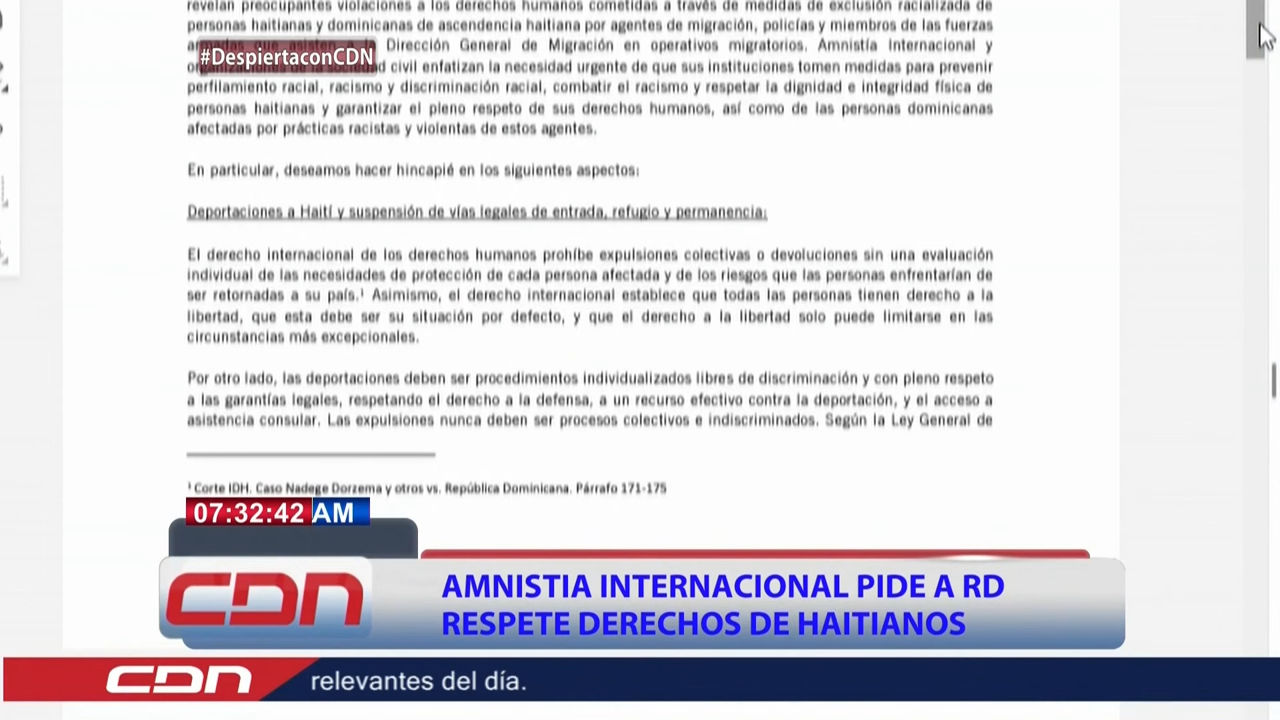 revelan preocupantes violaciones a los derechos humanos cometidas a través de medidas de exclusión racializada de
personas haitianas y dominicanas de ascendencia haitiana por agentes de migración, policías y miembros de las fuerzas
Dirección General de Migración en operativos migratorios. Amnistía Internacional y
#DespiertaconCDN
civil enfatizan la necesidad urgente de que sus instituciones tomen medidas para prevenir
perfilamiento racial, racismo y discriminación racial, combatir el racismo y respetar la dignidad e integridad física de
personas haitianas y garantizar el pleno respeto de sus derechos humanos, así como de las personas dominicanas
afectadas por prácticas racistas y violentas de estos agentes.
En particular, deseamos hacer hincapié en los siguientes aspectos:
Deportaciones a Haití y suspensión de vías legales de entrada, refugio y permanencia:
El derecho internacional de los derechos humanos prohíbe expulsiones colectivas o devoluciones sin una evaluación
individual de las necesidades de protección de cada persona afectada y de los riesgos que las personas enfrentarían de
ser retornadas a su país.¹ Asimismo, el derecho internacional establece que todas las personas tienen derecho a la
libertad, que esta debe ser su situación por defecto, y que el derecho a la libertad solo puede limitarse en las
circunstancias más excepcionales.
Por otro lado, las deportaciones deben ser procedimientos individualizados libres de discriminación y con pleno respeto
a las garantías legales, respetando el derecho a la defensa, a un recurso efectivo contra la deportación, y el acceso a
asistencia consular. Las expulsiones nunca deben ser procesos colectivos e indiscriminados. Según la Ley General de
¹ Corte IDH. Caso Nadege Dorzema y otros vs. República Dominicana. Párrafo 171-175
07:32:42 AM
CDN
AMNISTIA INTERNACIONAL PIDE A RD
RESPETE DERECHOS DE HAITIANOS
CDN
relevantes del día.